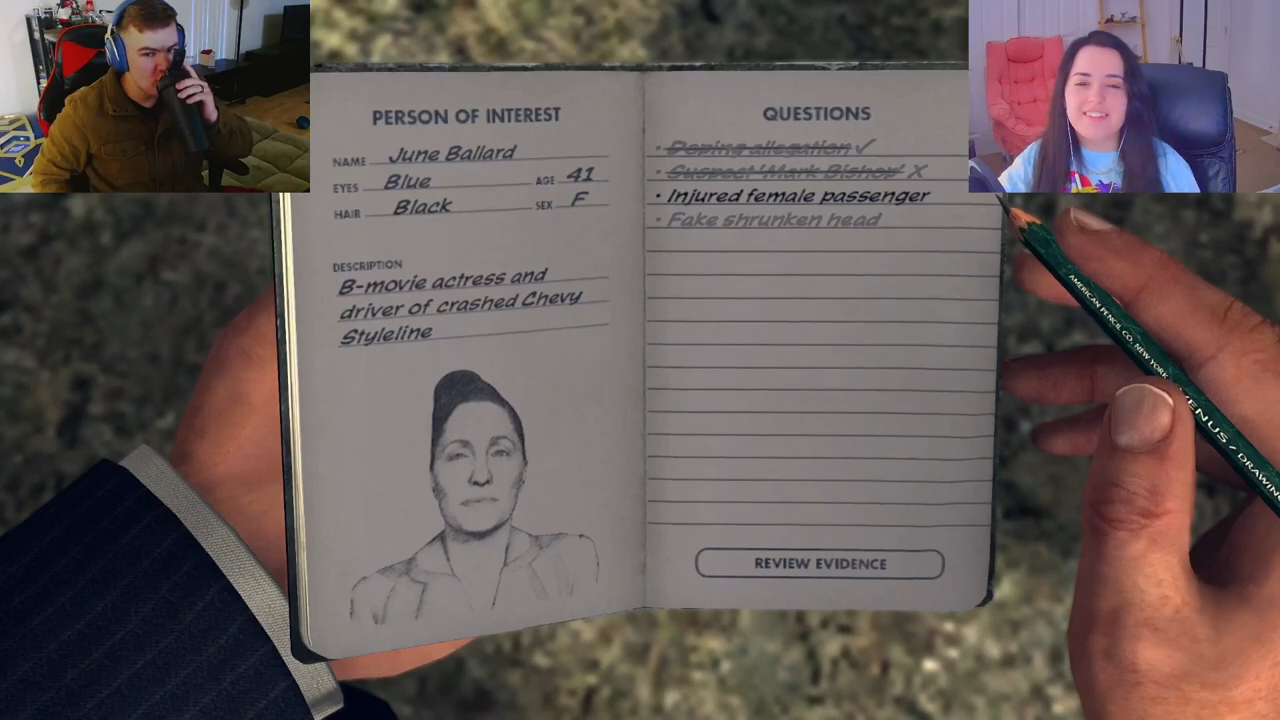 PERSON OF INTEREST
NAME June Ballard
EYES Blue AGE 41
HAIR Black SEX F
DESCRIPTION
B-movie actress and
driver of crashed Chevy
Styleline
QUESTIONS
• Doping allegation ✓
• Suspect 'Mark Bishop' X
• Injured female passenger
• Fake shrunken head
REVIEW EVIDENCE
AMERICAN PENCIL CO. NEW YORK
VENUS / DRAWIN